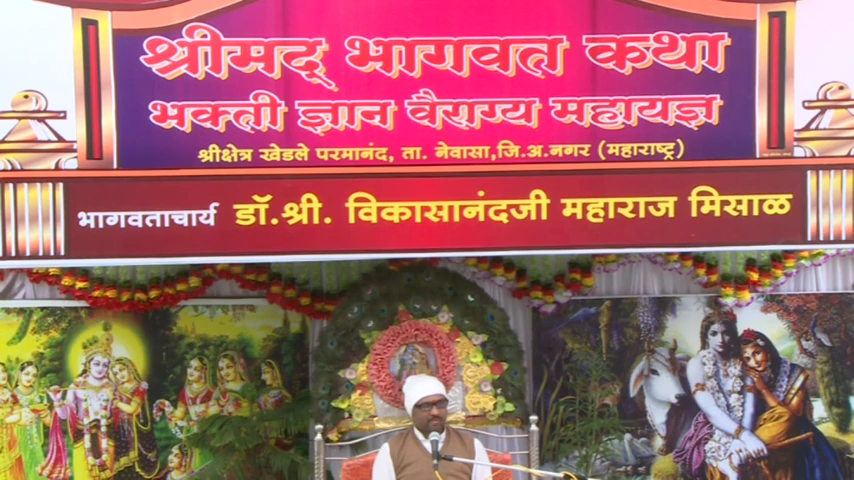 श्रीमद् भागवत कथा
भक्ती ज्ञान वैराग्य महायज्ञ
श्रीक्षेत्र खेडले परमानंद, ता. नेवासा,जि.अ.नगर (महाराष्ट्र)
भागवताचार्य डॉ.श्री. विकासानंदजी महाराज मिसाळ